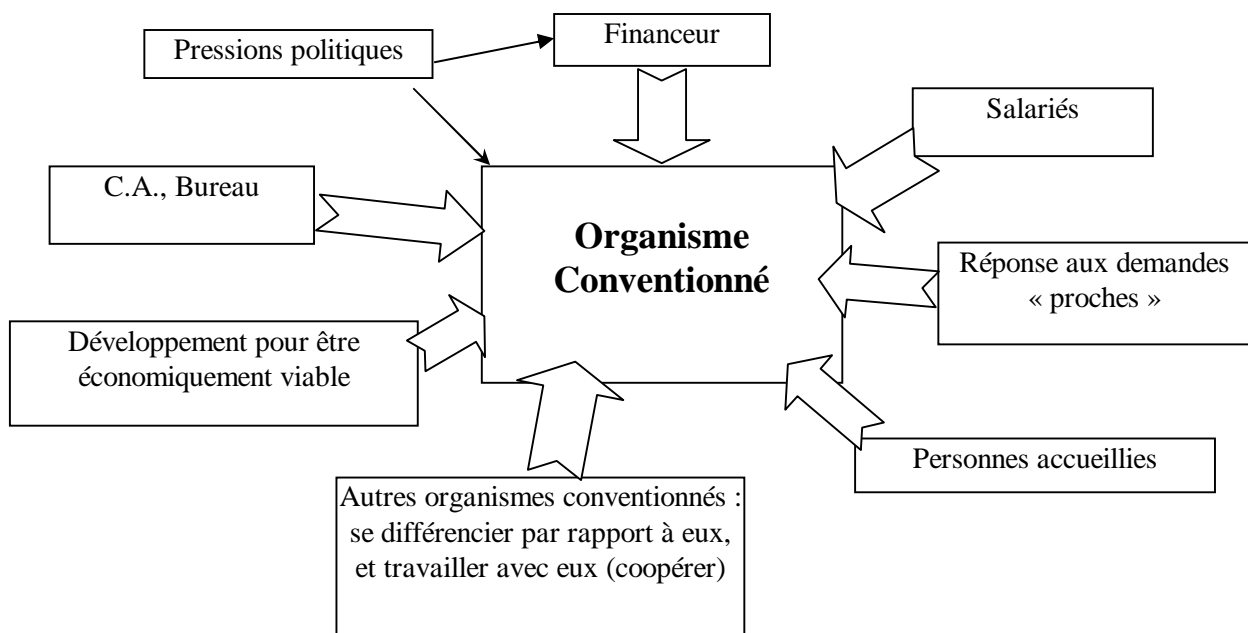 Pressions politiques
Financeur
Salariés
C.A., Bureau
Organisme
Conventionné
Réponse aux demandes
« proches »
Développement pour être
économiquement viable
Personnes accueillies
Autres organismes conventionnés :
se différencier par rapport à eux,
et travailler avec eux (coopérer)